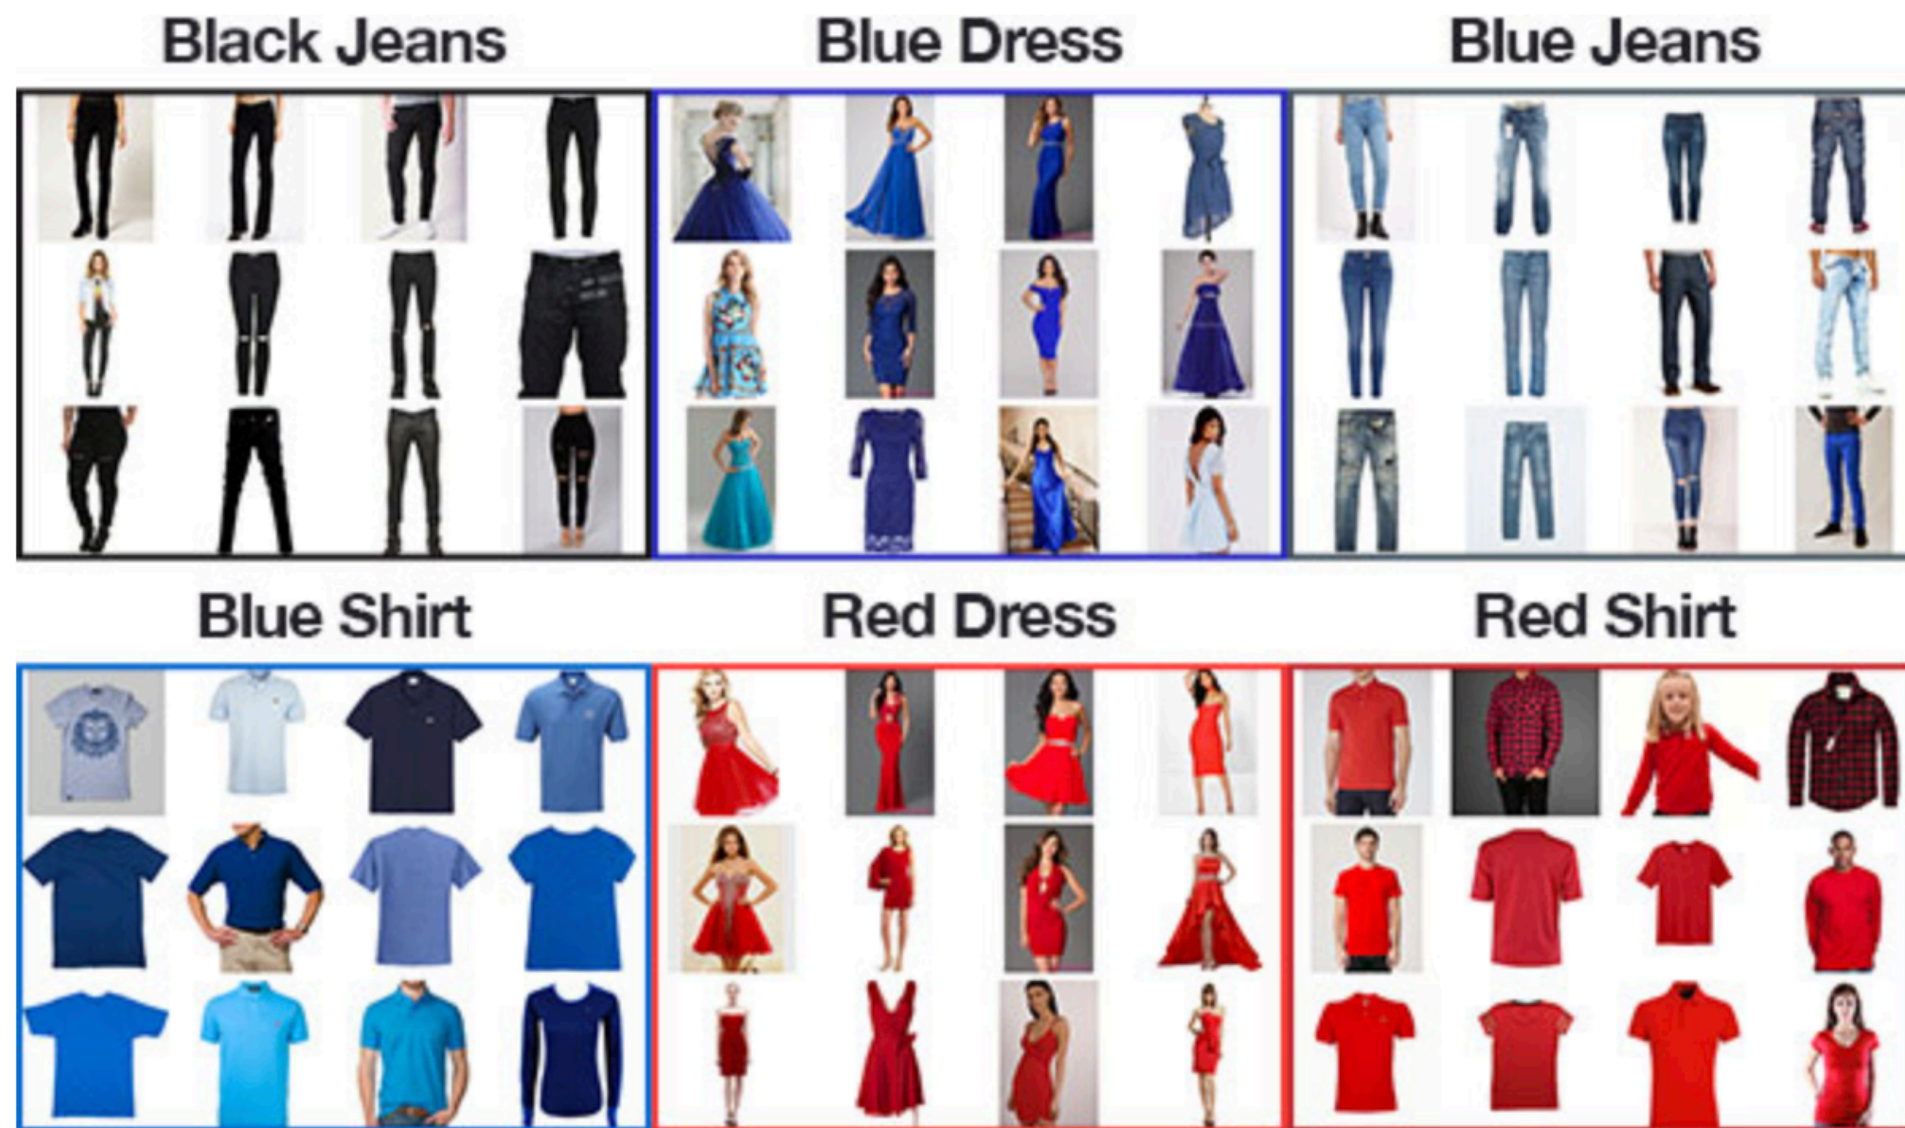 Black Jeans
Blue Dress
Blue Jeans
Blue Shirt
Red Dress
Red Shirt